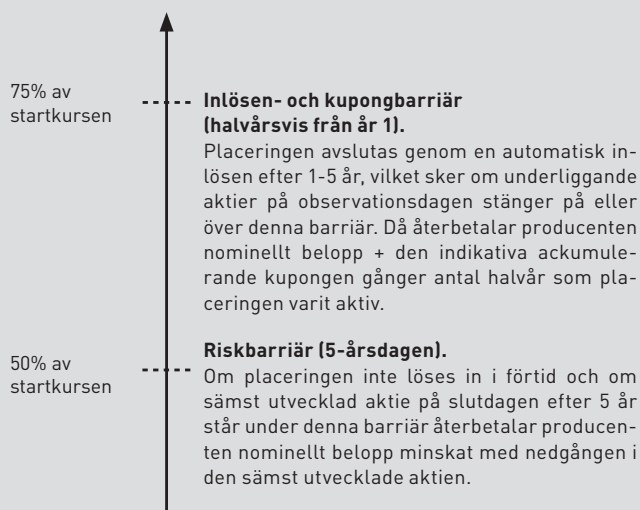 75% av
startkursen
Inlösen- och kupongbarriär
(halvårsvis från år 1).
Placeringen avslutas genom en automatisk in-
lösen efter 1-5 år, vilket sker om underliggande
aktier på observationsdagen stänger på eller
över denna barriär. Då återbetalar producenten
nominellt belopp + den indikativa ackumule-
rande kupongen gånger antal halvår som pla-
ceringen varit aktiv.
50% av
startkursen
Riskbarriär (5-årsdagen).
Om placeringen inte löses in i förtid och om
sämst utvecklad aktie på slutdagen efter 5 år
står under denna barriär återbetalar producen-
ten nominellt belopp minskat med nedgången i
den sämst utvecklade aktien.